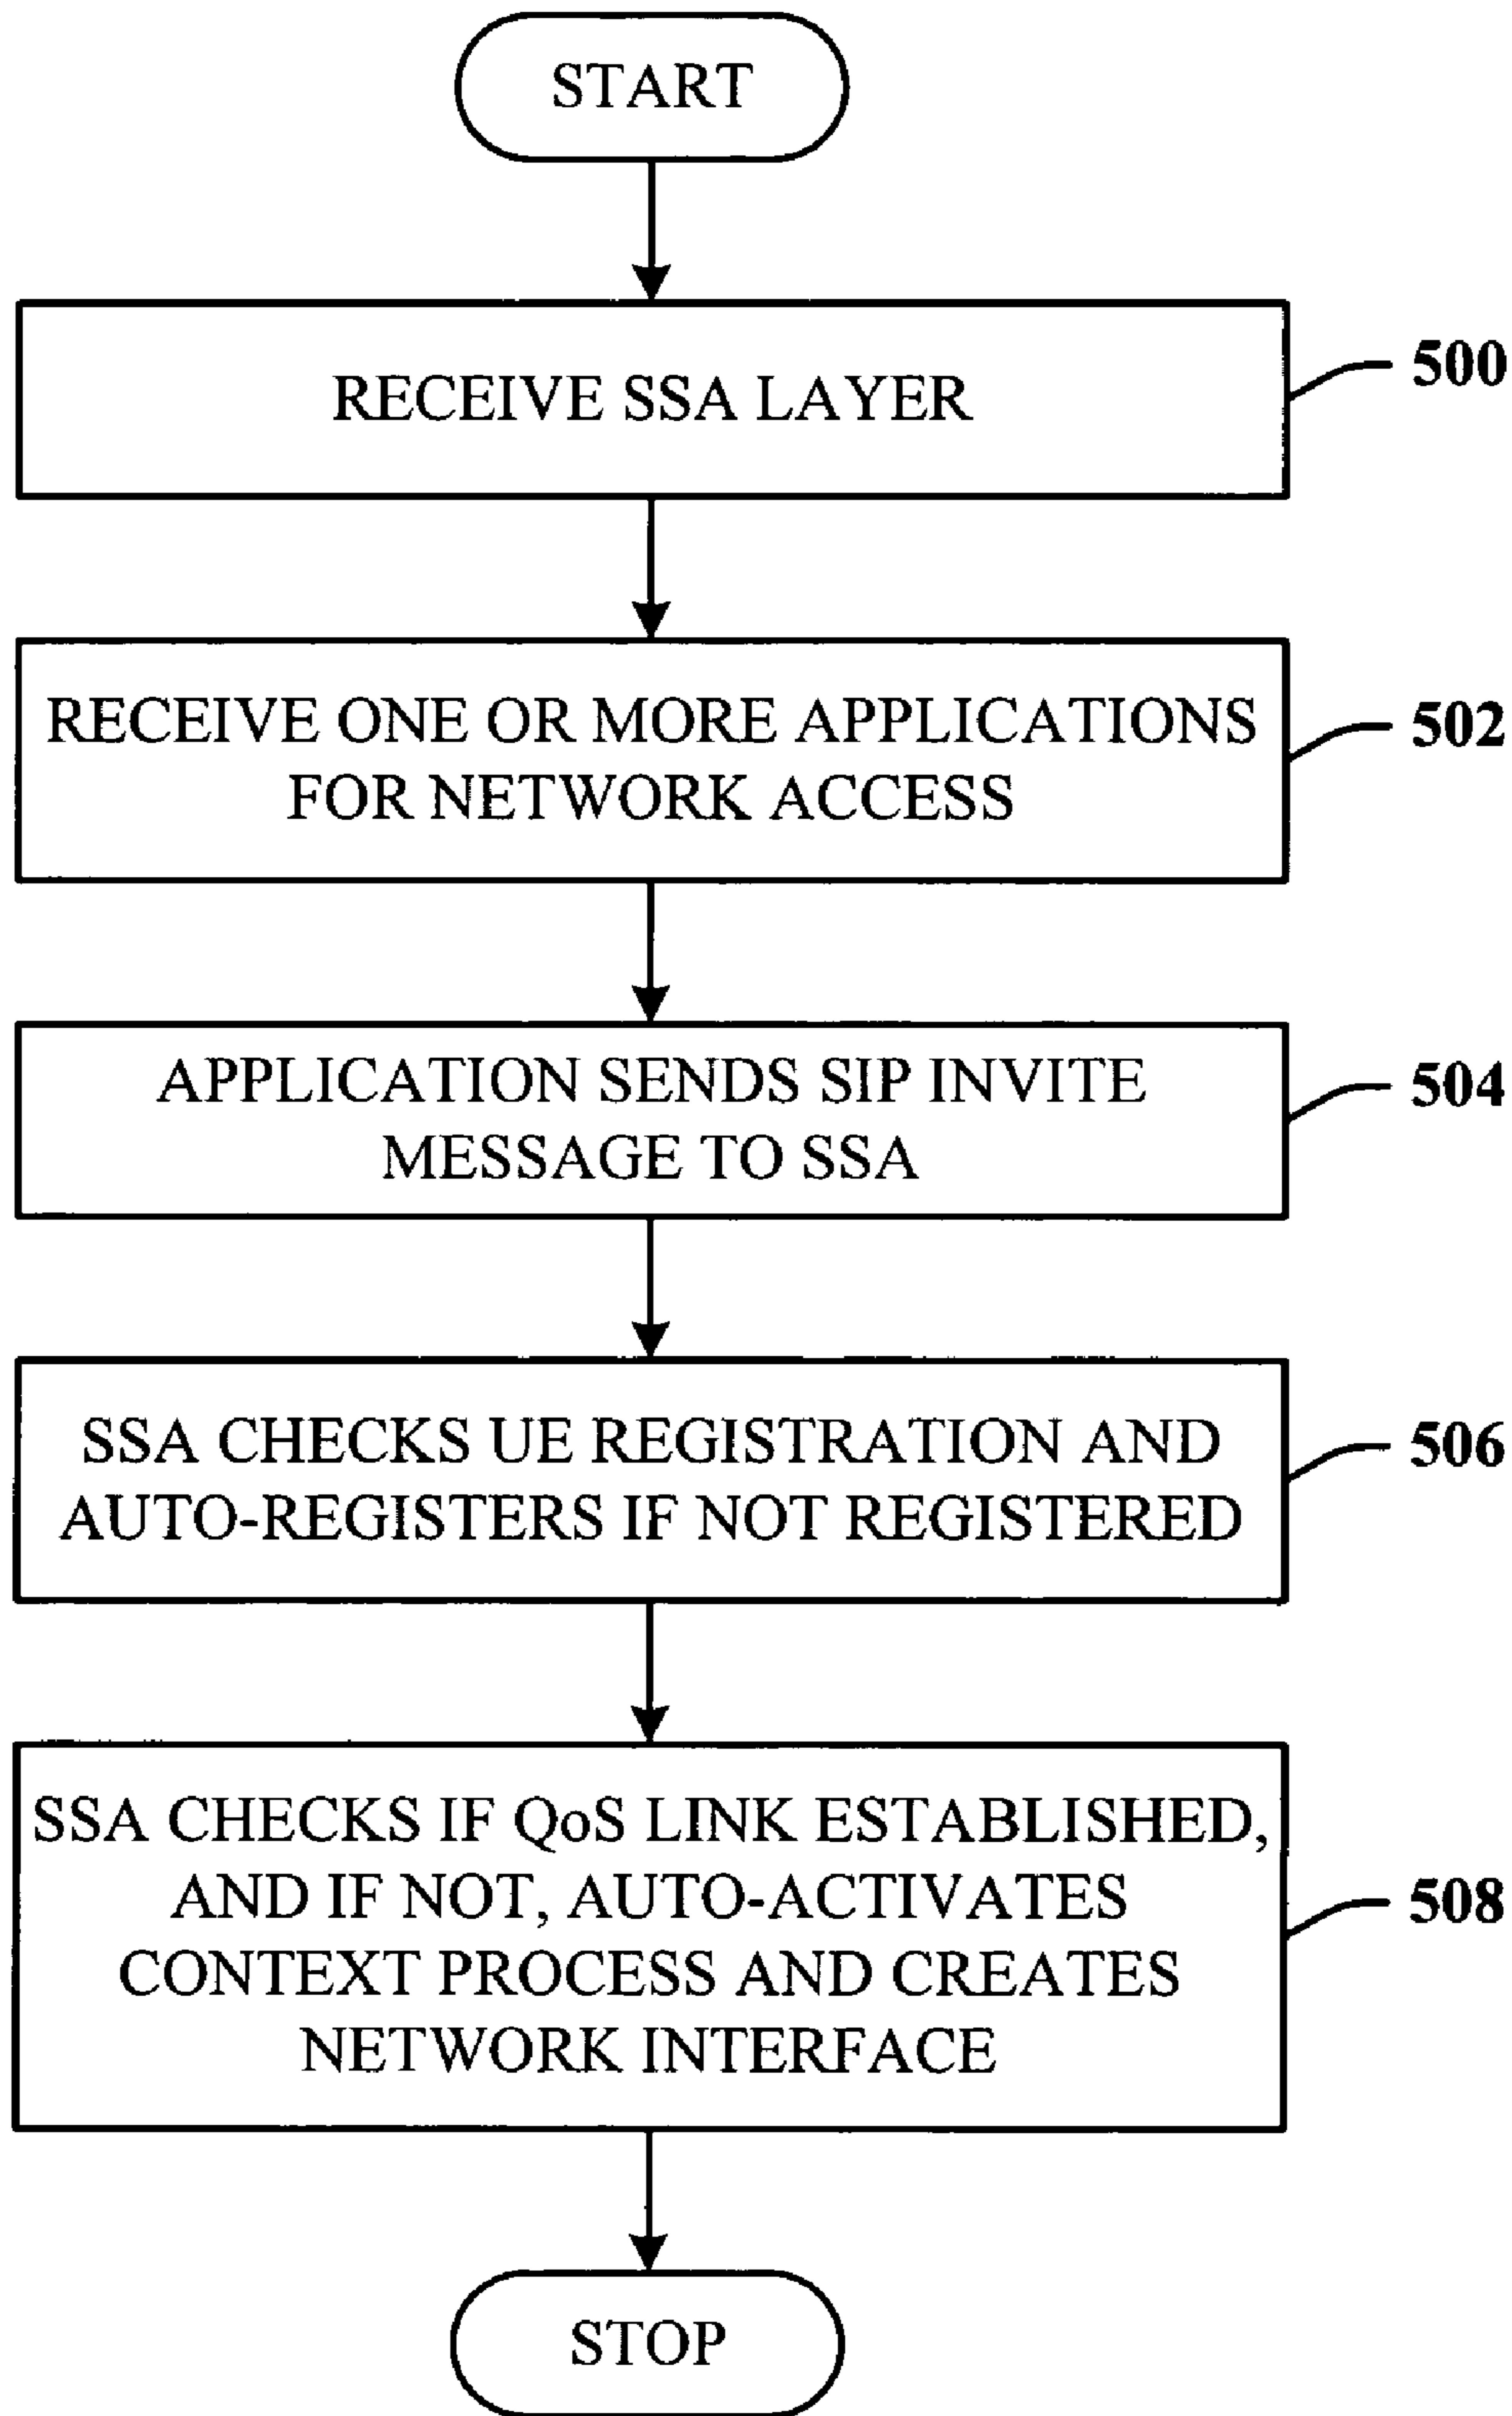 START
RECEIVE SSA LAYER
500
RECEIVE ONE OR MORE APPLICATIONS
FOR NETWORK ACCESS
502
APPLICATION SENDS SIP INVITE
MESSAGE TO SSA
504
SSA CHECKS UE REGISTRATION AND
AUTO-REGISTERS IF NOT REGISTERED
506
SSA CHECKS IF QoS LINK ESTABLISHED,
AND IF NOT, AUTO-ACTIVATES
CONTEXT PROCESS AND CREATES
NETWORK INTERFACE
508
STOP